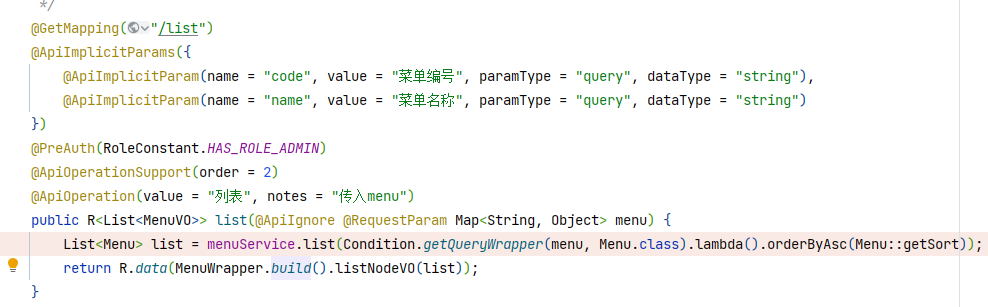 */
@GetMapping("/list")
@ApiImplicitParams({
@ApiImplicitParam(name = "code", value = "菜单编号", paramType = "query", dataType = "string"),
@ApiImplicitParam(name = "name", value = "菜单名称", paramType = "query", dataType = "string")
})
@PreAuth(RoleConstant.HAS_ROLE_ADMIN)
@ApiOperationSupport(order = 2)
@ApiOperation(value = "列表", notes = "传入menu")
public R<List<MenuVO>> list(@ApiIgnore @RequestParam Map<String, Object> menu) {
List<Menu> list = menuService.list(Condition.getQueryWrapper(menu, Menu.class).lambda().orderByAsc(Menu::getSort));
return R.data(MenuWrapper.build().listNodeVO(list));
}